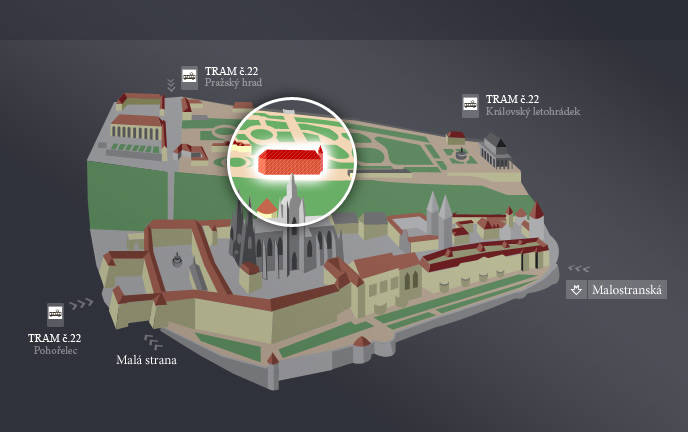 TRAM č.22
Pražský hrad
TRAM č.22
Královský letohrádek
Malostranská
TRAM č.22
Pohořelec
Malá strana